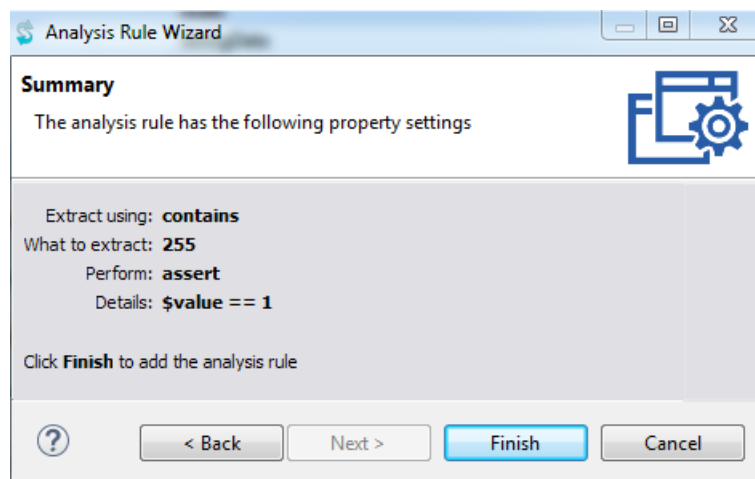 Analysis Rule Wizard
Summary
The analysis rule has the following property settings
Extract using: contains
What to extract: 255
Perform: assert
Details: $value == 1
Click Finish to add the analysis rule
? < Back Next > Finish Cancel